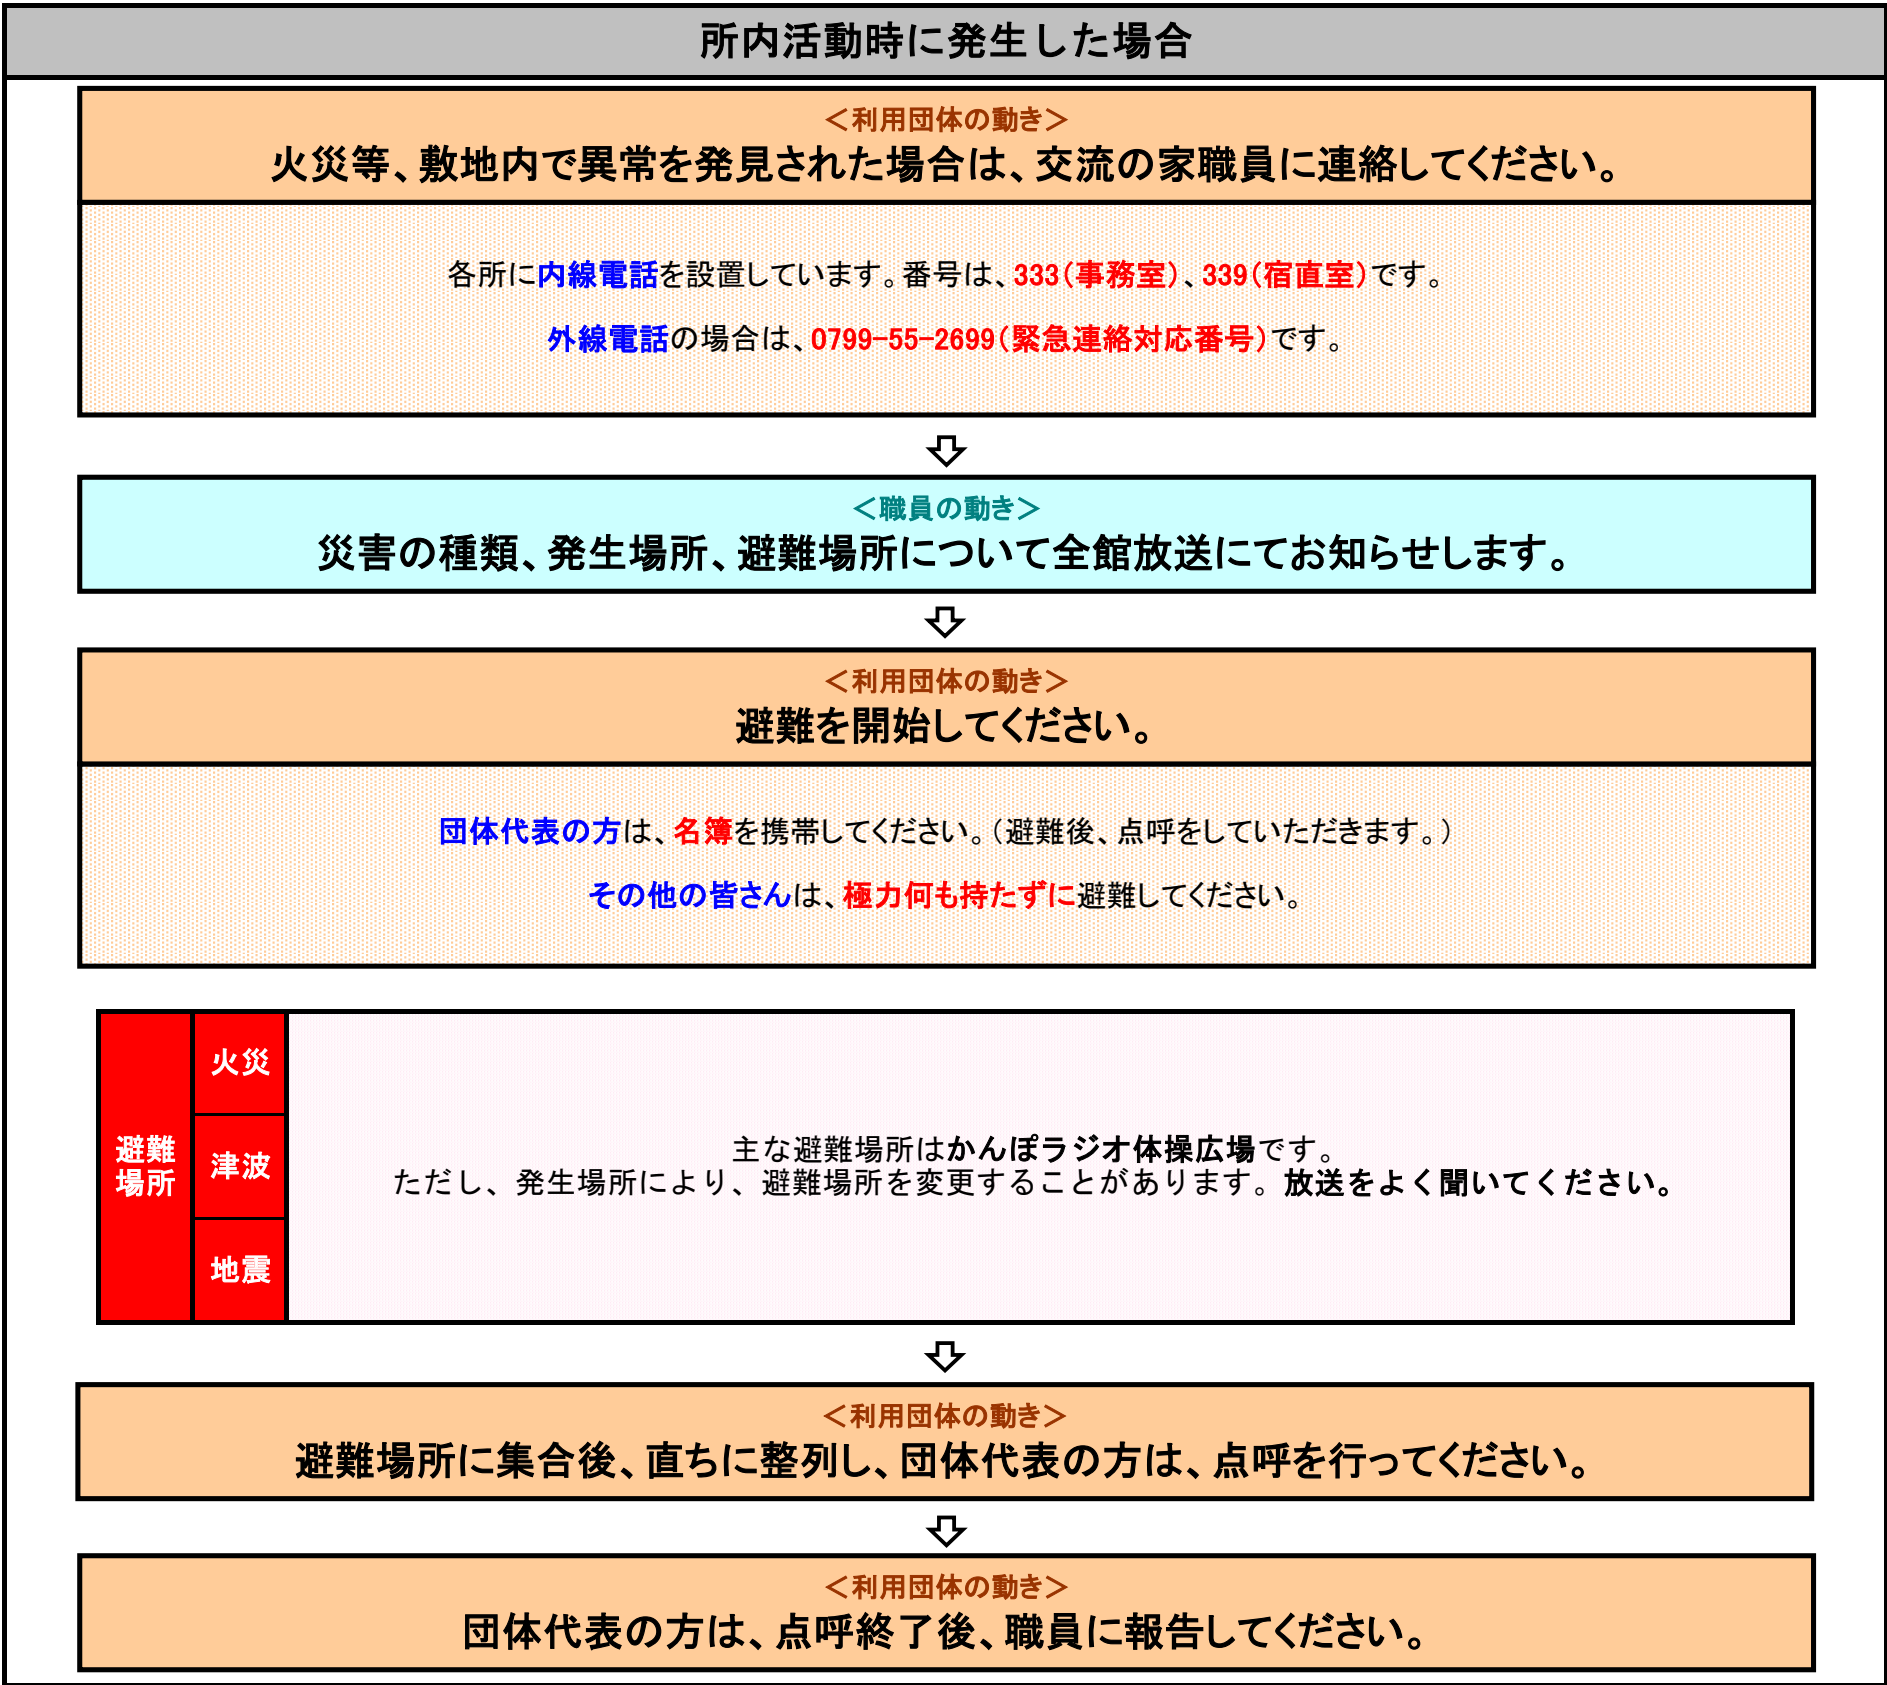 所内活動時に発生した場合
＜利用団体の動き＞
火災等、敷地内で異常を発見された場合は、交流の家職員に連絡してください。
各所に内線電話を設置しています。番号は、333（事務室）、339（宿直室）です。
外線電話の場合は、0799-55-2699（緊急連絡対応番号）です。
＜職員の動き＞
災害の種類、発生場所、避難場所について全館放送にてお知らせします。
＜利用団体の動き＞
避難を開始してください。
団体代表の方は、名簿を携帯してください。（避難後、点呼をしていただきます。）
その他の皆さんは、極力何も持たずに避難してください。
避難
場所
火災
津波
地震
主な避難場所はかんぽラジオ体操広場です。
ただし、発生場所により、避難場所を変更することがあります。放送をよく聞いてください。
＜利用団体の動き＞
避難場所に集合後、直ちに整列し、団体代表の方は、点呼を行ってください。
＜利用団体の動き＞
団体代表の方は、点呼終了後、職員に報告してください。